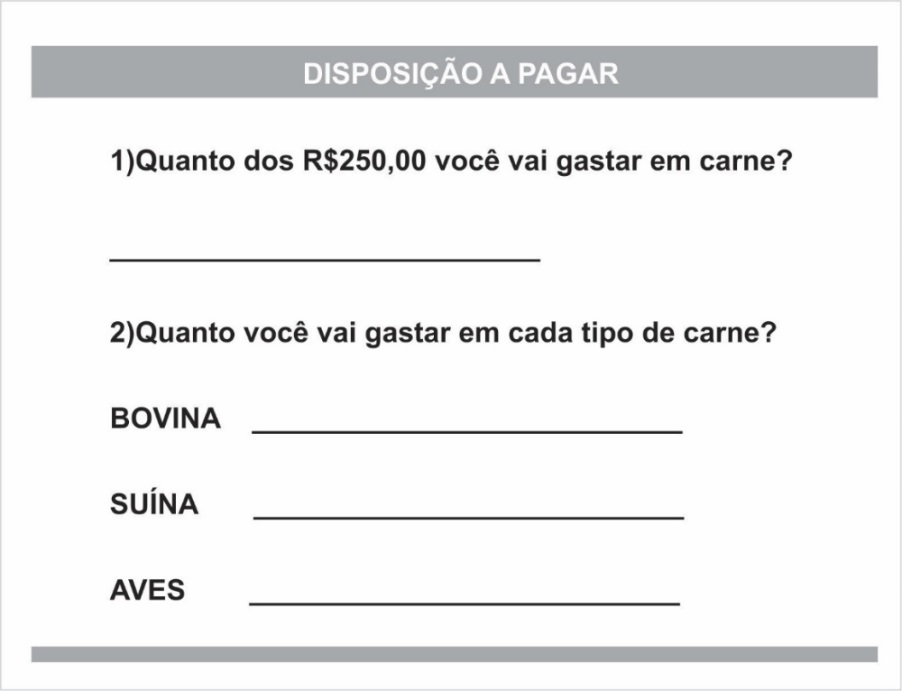 DISPOSIÇÃO A PAGAR
1)Quanto dos R$250,00 você vai gastar em carne?
2)Quanto você vai gastar em cada tipo de carne?
BOVINA
SUÍNA
AVES